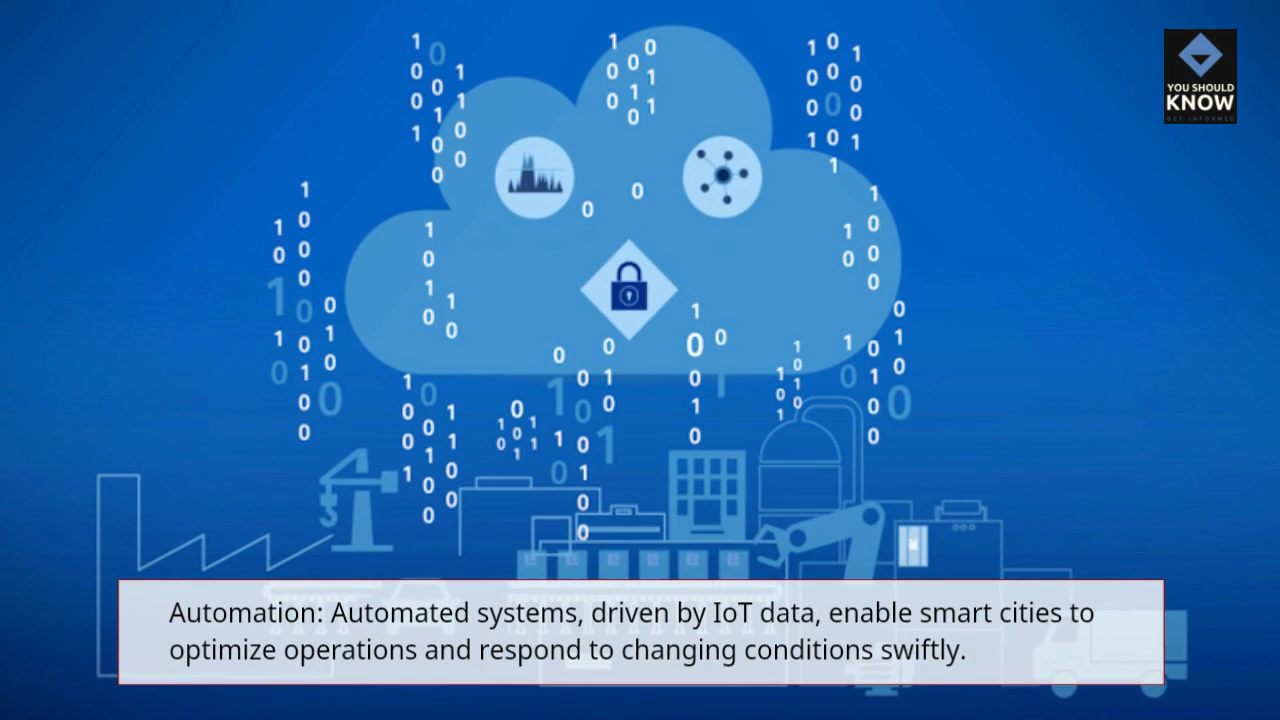 YOU SHOULD
KNOW
GET INFORMED
Automation: Automated systems, driven by IoT data, enable smart cities to
optimize operations and respond to changing conditions swiftly.